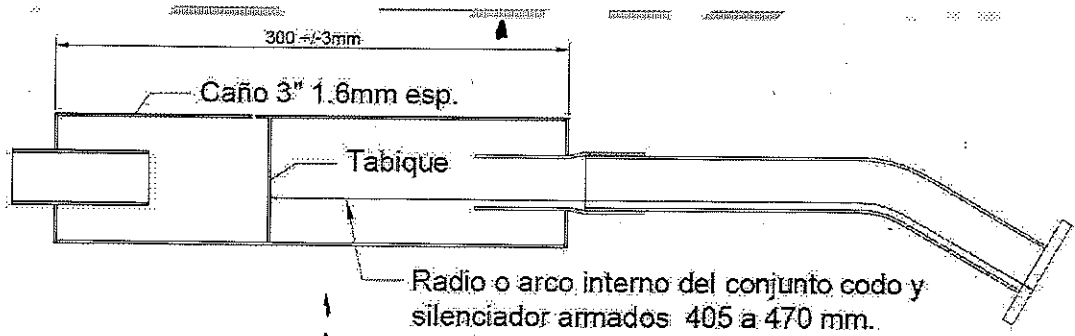 300 +/-3mm
Caño 3" 1.6mm esp.
Tabique
Radio o arco interno del conjunto codo y
silenciador armados 405 a 470 mm.